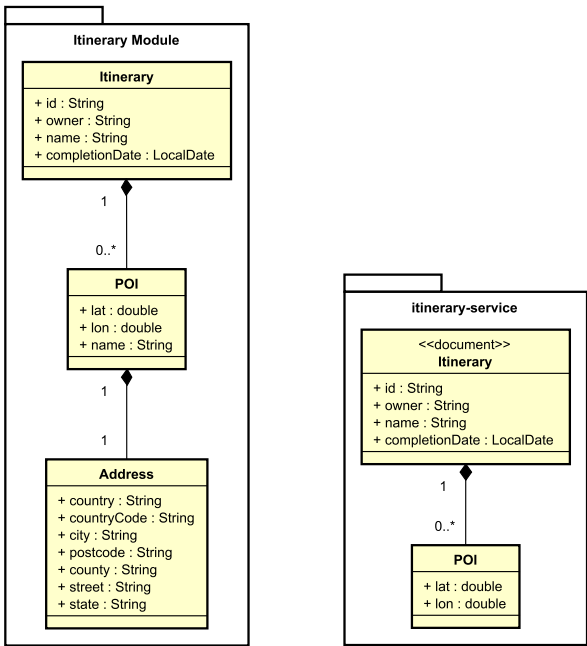 Itinerary Module
Itinerary
+ id : String
+ owner : String
+ name : String
+ completionDate : LocalDate
1
0..*
POI
+ lat : double
+ lon : double
+ name : String
1
1
Address
+ country : String
+ countryCode : String
+ city : String
+ postcode : String
+ county : String
+ street : String
+ state : String
itinerary-service
<<document>>
Itinerary
+ id : String
+ owner : String
+ name : String
+ completionDate : LocalDate
1
0..*
POI
+ lat : double
+ lon : double